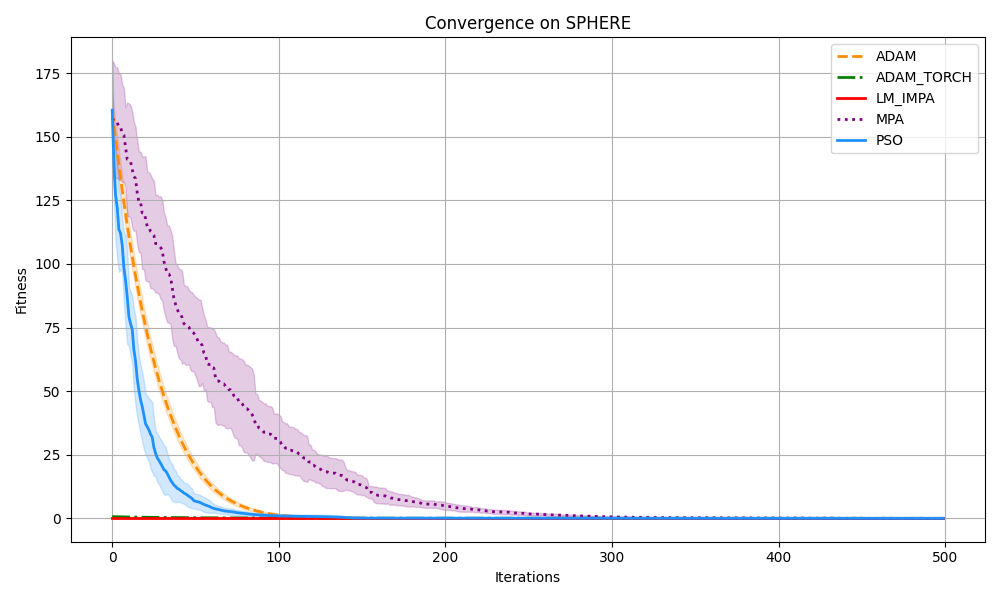 Convergence on SPHERE
Fitness
175
150
125
100
75
50
25
0
ADAM
ADAM_TORCH
LM_IMPA
MPA
PSO
0 100 200 300 400 500
Iterations